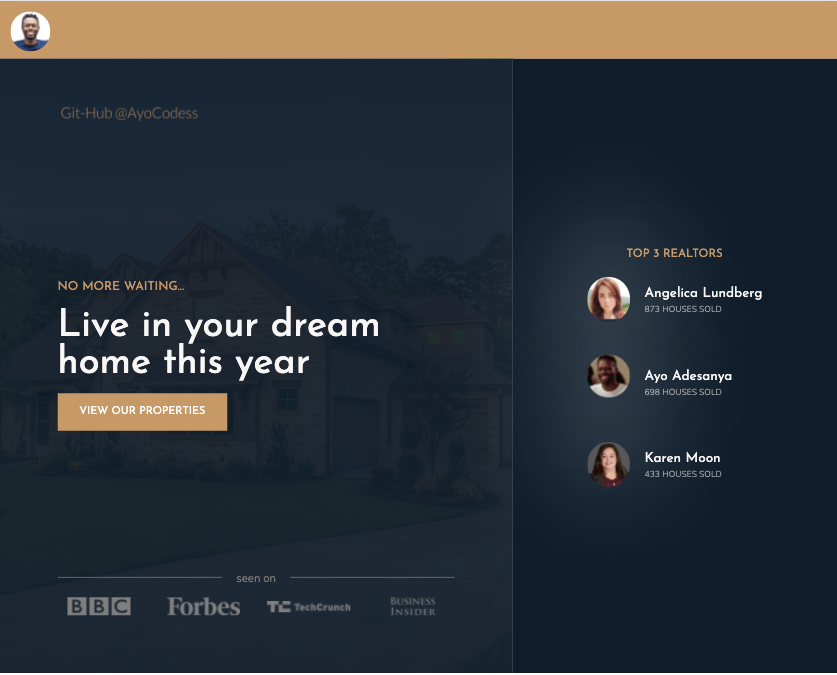 Git-Hub @AyoCodess
NO MORE WAITING...
Live in your dream
home this year
VIEW OUR PROPERTIES
seen on
BBC
Forbes
TC TechCrunch
BUSINESS
INSIDER
TOP 3 REALTORS
Angelica Lundberg
873 HOUSES SOLD
Ayo Adesanya
698 HOUSES SOLD
Karen Moon
433 HOUSES SOLD